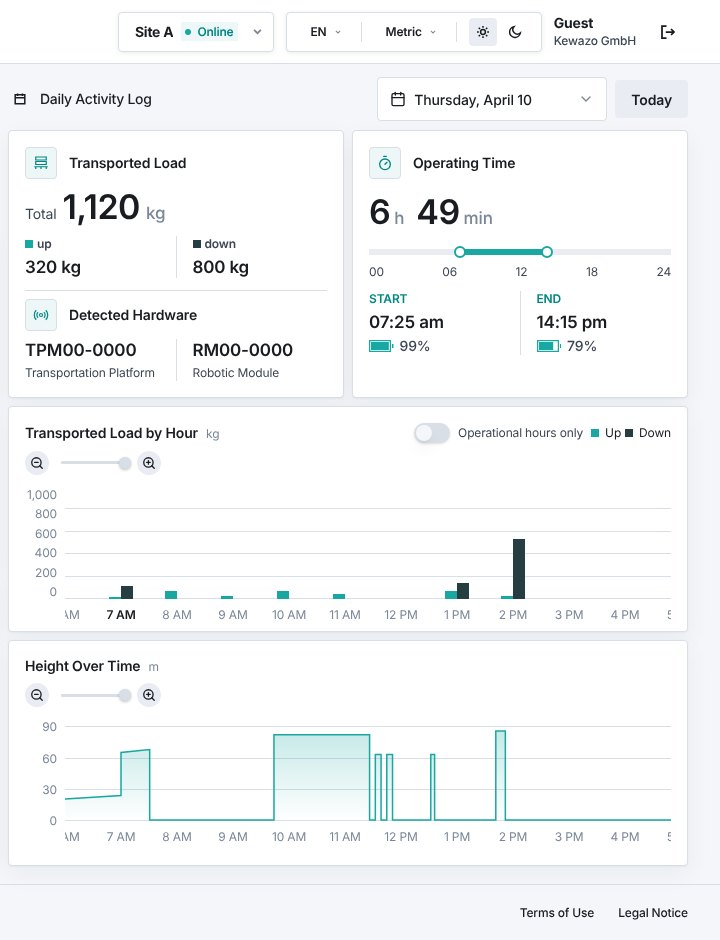 Site A Online EN Metric Guest
Kewazo GmbH
Daily Activity Log Thursday, April 10 Today
Transported Load
Total 1,120 kg
up down
320 kg 800 kg
Detected Hardware
TPM00-0000 RM00-0000
Transportation Platform Robotic Module
Operating Time
6 h 49 min
00 06 12 18 24
START END
07:25 am 14:15 pm
99% 79%
Transported Load by Hour kg Operational hours only Up Down
1,000
800
600
400
200
0
AM 7 AM 8 AM 9 AM 10 AM 11 AM 12 PM 1 PM 2 PM 3 PM 4 PM 5
Height Over Time m
90
60
30
0
AM 7 AM 8 AM 9 AM 10 AM 11 AM 12 PM 1 PM 2 PM 3 PM 4 PM 5
Terms of Use Legal Notice